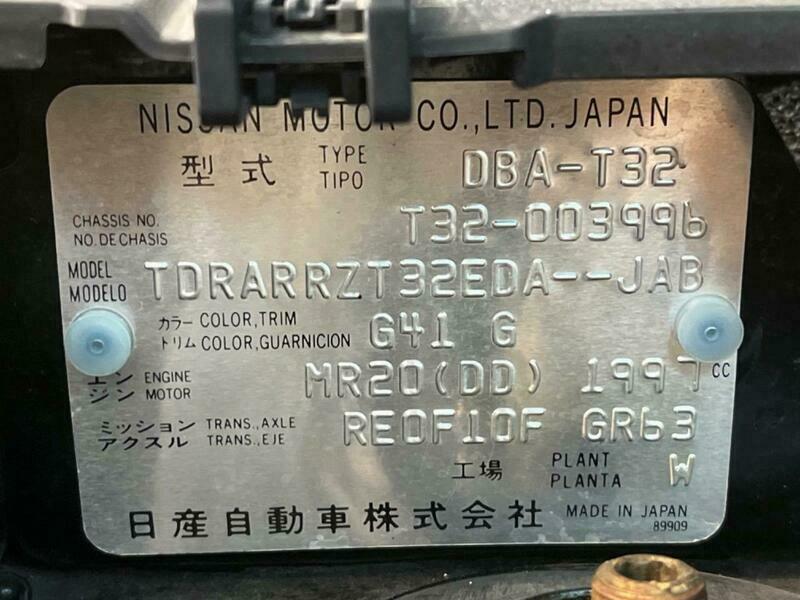 NISSAN MOTOR CO.,LTD. JAPAN
型式 TYPE TIPO DBA-T32
CHASSIS NO. NO. DE CHASIS T32-003996
MODEL MODELO TDRARRZT32EDA--JAB
カラー COLOR,TRIM トリム COLOR,GUARNICION G41 G
エンジン ENGINE MOTOR MR20(DD) 1997 CC
ミッション アクスル TRANS.,AXLE TRANS.,EJE RE0F10F GR63
工場 PLANT PLANTA W
日産自動車株式会社 MADE IN JAPAN
89909